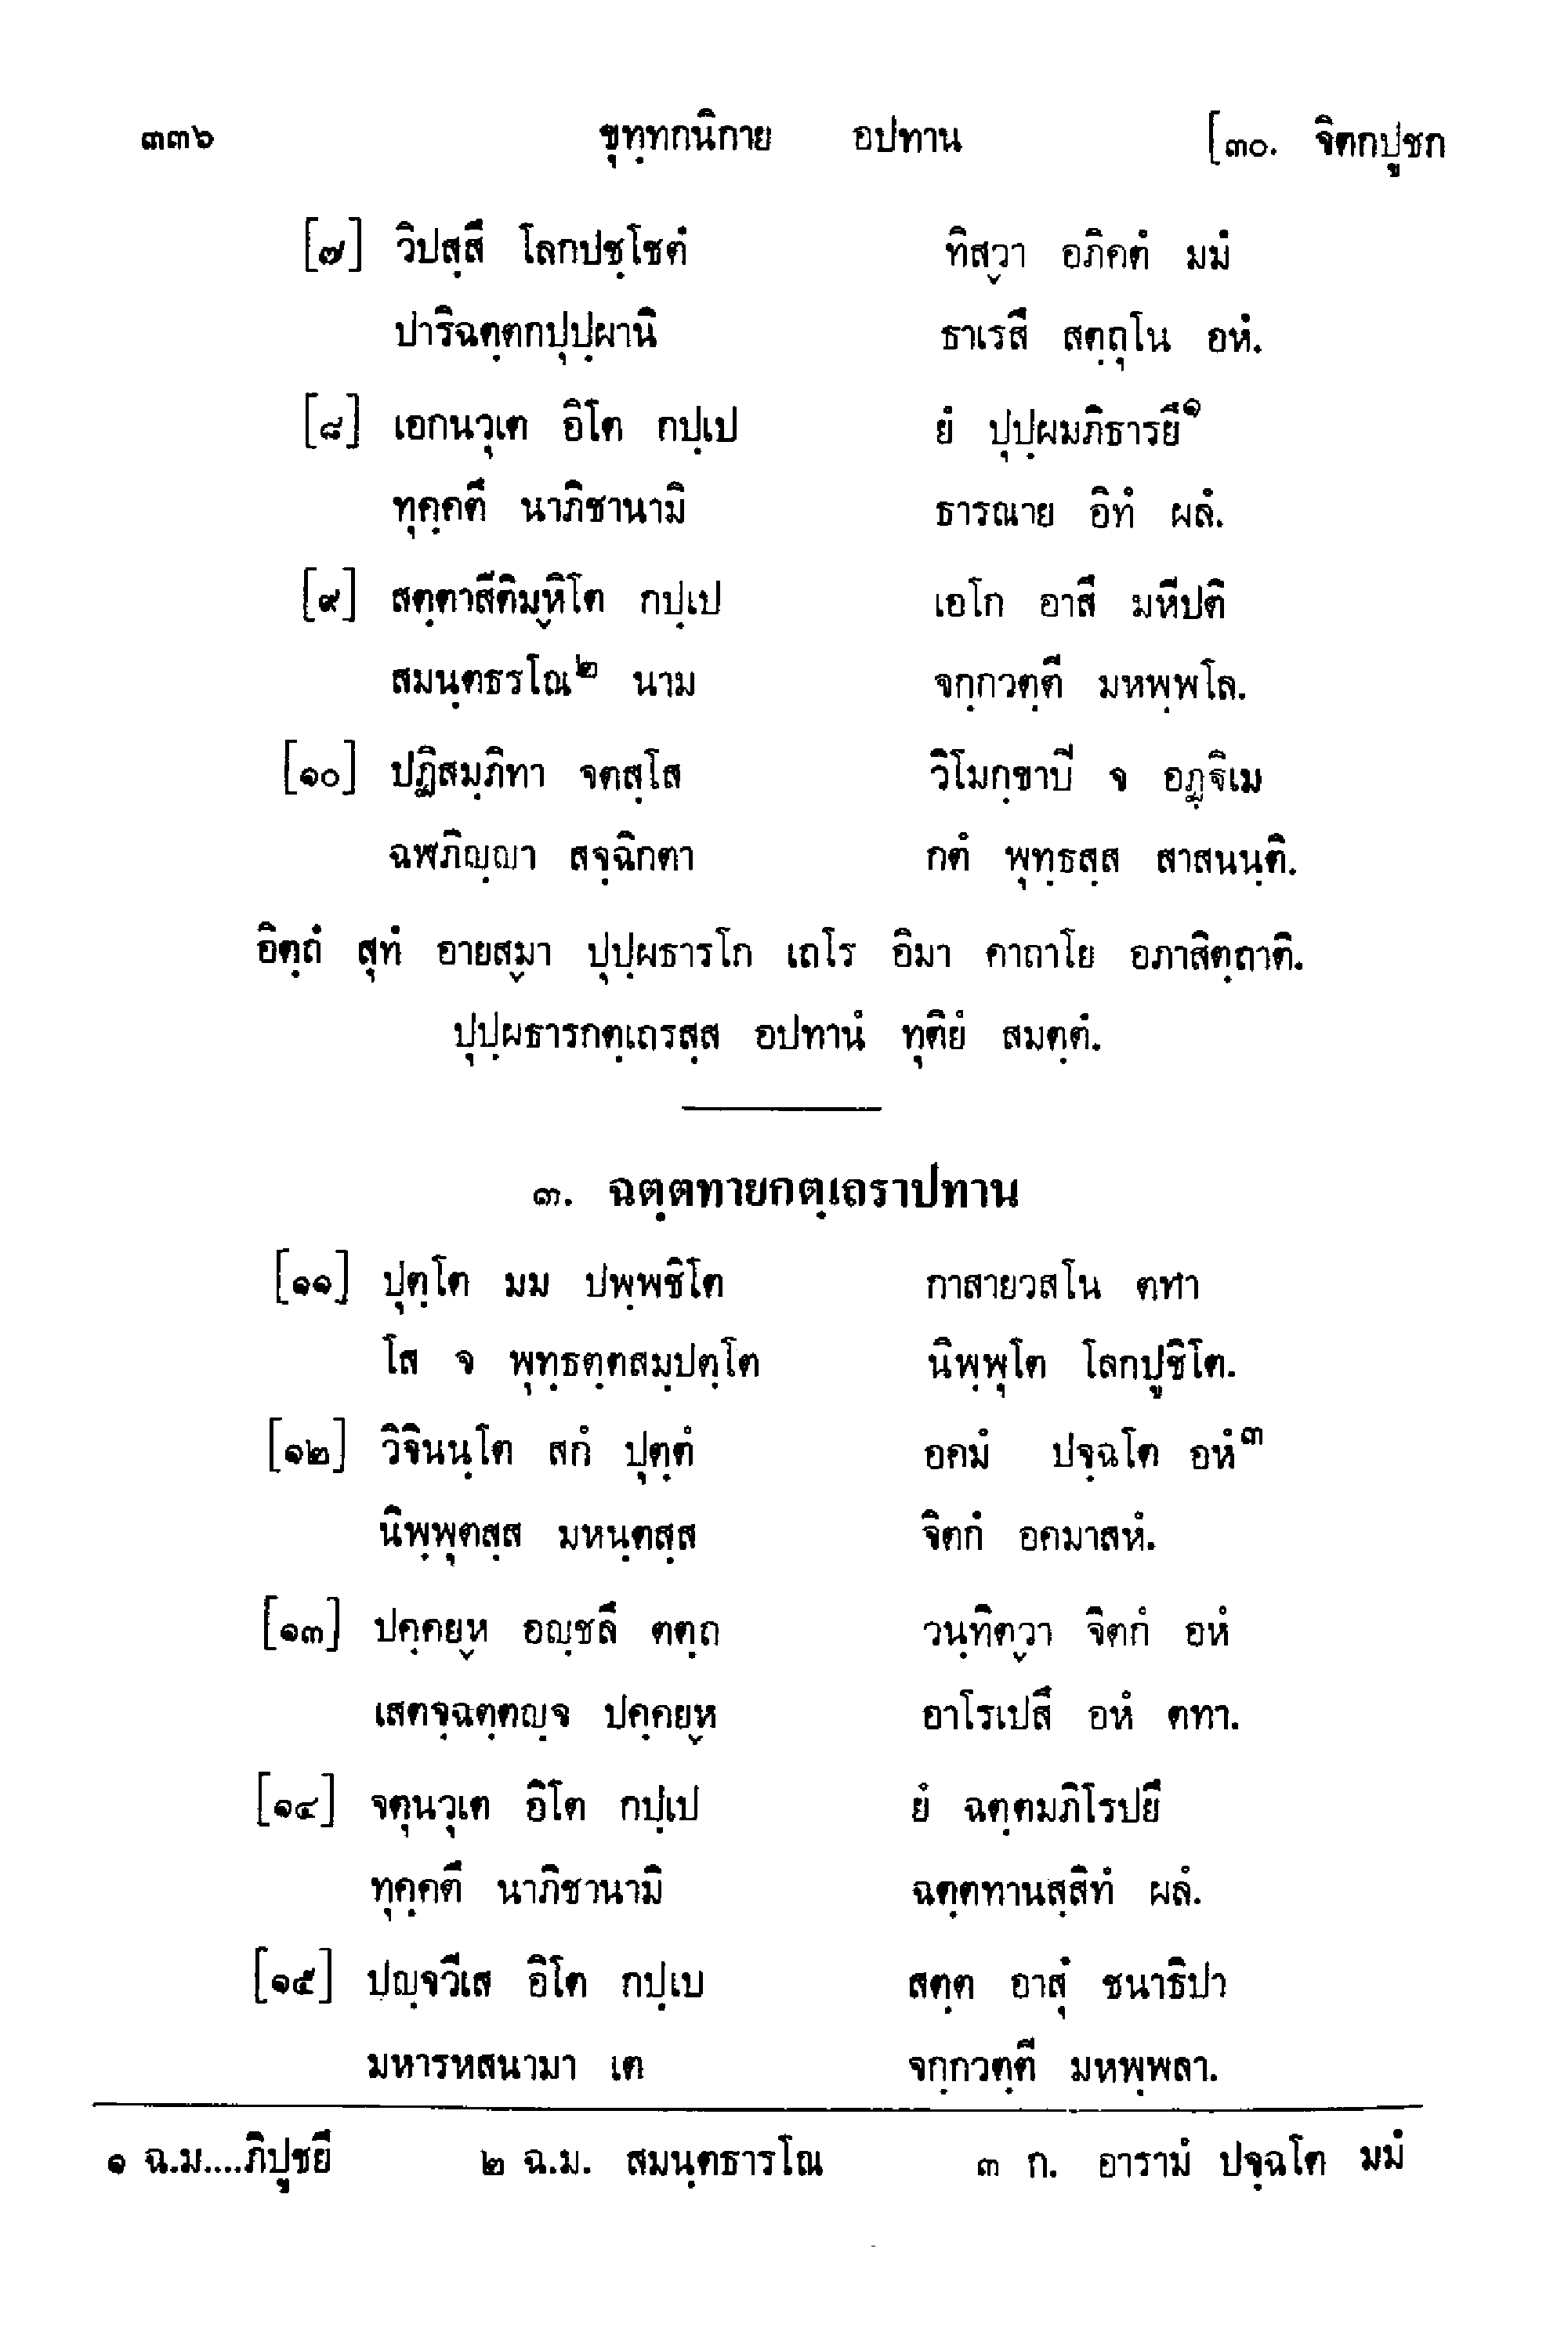 ๓๓๖ ขุทฺทกนิกาย อปทาน [๓๐. จิตกปูชก
[๗] วิปสฺสี โลกปชฺโชตํ ทิสฺวา อภิคตํ มมํ
ปาริฉตฺตกปุปฺผานิ ธาเรสึ สตฺถุโน อหํ.
[๘] เอกนวุเต อิโต กปฺเป ยํ ปุปฺผมภิธารยึ๑
ทุคฺคตึ นาภิชานามิ ธารณาย อิทํ ผลํ.
[๙] สตฺตาสีติมฺหิโต กปฺเป เอโก อาสึ มหีปติ
สมนฺตธรโณ๒ นาม จกฺกวตฺตี มหพฺพโล.
[๑๐] ปฏิสมฺภิทา จตสฺโส วิโมกฺขาปี จ อฏฺฐิเม
ฉฬภิญฺญา สจฺฉิกตา กตํ พุทฺธสฺส สาสนนฺติ.
อิตฺถํ สุทํ อายสฺมา ปุปฺผธารโก เถโร อิมา คาถาโย อภาสิตฺถาติ.
ปุปฺผธารกตฺเถรสฺส อปทานํ ทุติยํ สมตฺตํ.
๓. ฉตฺตทายกตฺเถราปทาน
[๑๑] ปุตฺโต มม ปพฺพชิโต กาสายวสโน ตทา
โส จ พุทฺธตฺตสมฺปตฺโต นิพฺพุโต โลกปูชิโต.
[๑๒] วิจินนฺโต สกํ ปุตฺตํ อคมํ ปจฺฉโต อหํ๓
นิพฺพุตสฺส มหนฺตสฺส จิตกํ อคมาสหํ.
[๑๓] ปคฺคยฺห อญฺชลึ ตตฺถ วนฺทิตฺวา จิตกํ อหํ
เสตจฺฉตฺตญฺจ ปคฺคยฺห อาโรเปสึ อหํ ตทา.
[๑๔] จตุนวุเต อิโต กปฺเป ยํ ฉตฺตมภิโรปยึ
ทุคฺคตึ นาภิชานามิ ฉตฺตทานสฺสิทํ ผลํ.
[๑๕] ปญฺจวีเส อิโต กปฺเป สตฺต อาสุํ ชนาธิปา
มหารหสนามา เต จกฺกวตฺตี มหพฺพลา.
๑ ฉ.ม....ภิปูชยึ ๒ ฉ.ม. สมนฺตธารโณ ๓ ก. อารามํ ปจฺฉโต มมํ